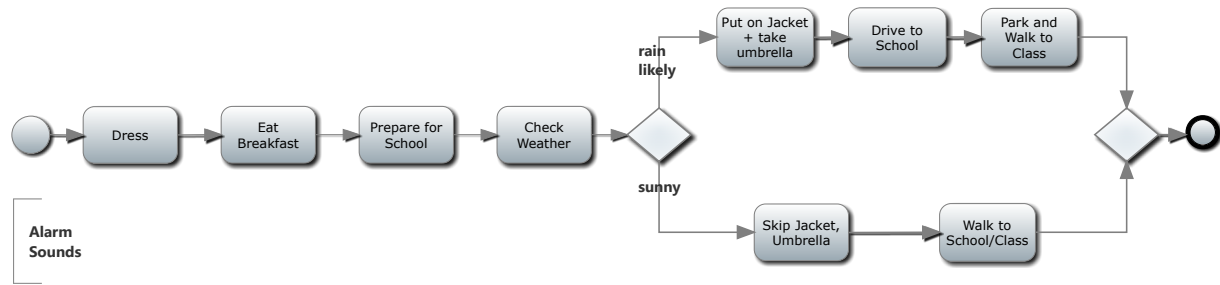 Dress
Eat
Breakfast
Prepare for
School
Check
Weather
rain
likely
Put on Jacket
+ take
umbrella
Drive to
School
Park and
Walk to
Class
sunny
Skip Jacket,
Umbrella
Walk to
School/Class
Alarm
Sounds